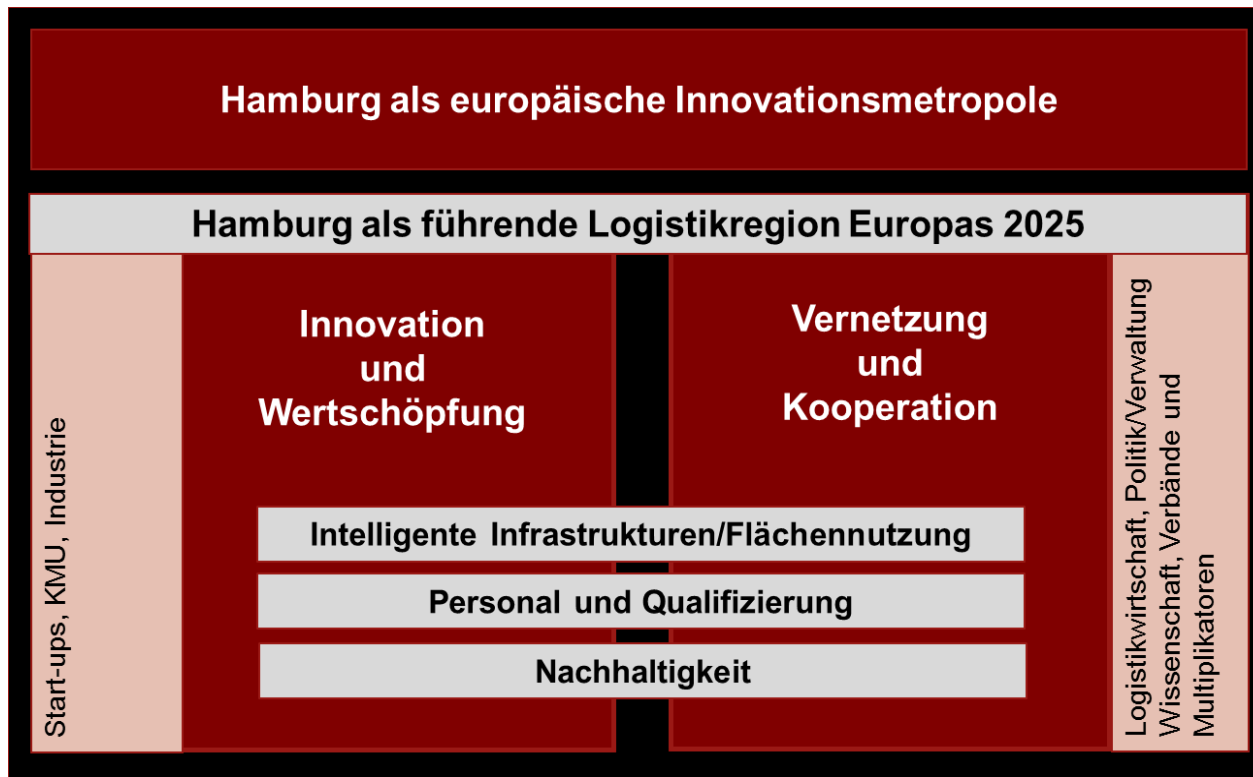 Hamburg als europäische Innovationsmetropole
Hamburg als führende Logistikregion Europas 2025
Start-ups, KMU, Industrie
Innovation
und
Wertschöpfung
Vernetzung
und
Kooperation
Intelligente Infrastrukturen/Flächennutzung
Personal und Qualifizierung
Nachhaltigkeit
Logistikwirtschaft, Politik/Verwaltung
Wissenschaft, Verbände und
Multiplikatoren